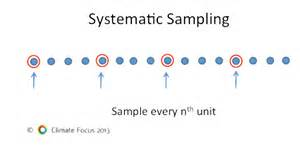 Systematic Sampling
Sample every nth unit
© Climate Focus 2013